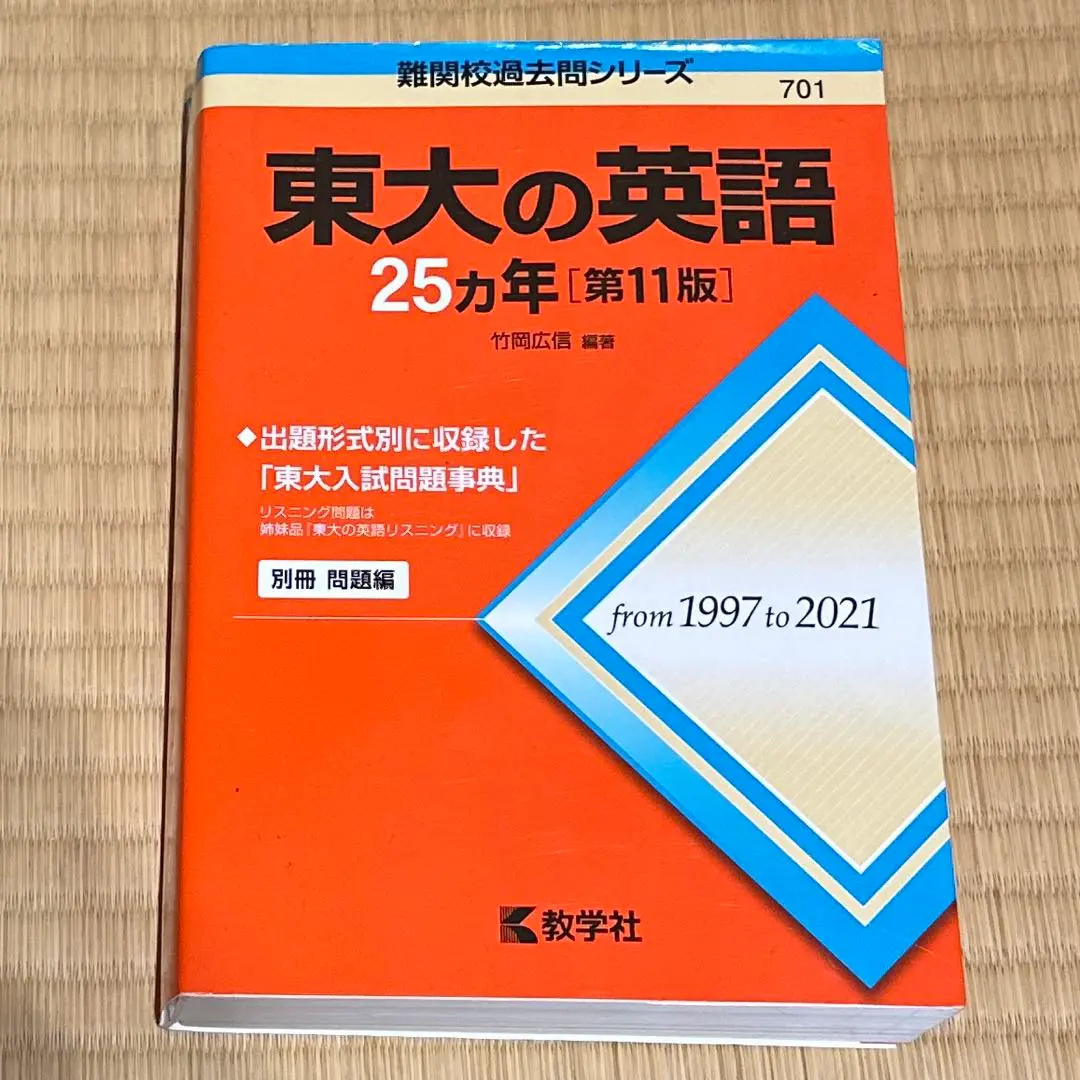 難関校過去問シリーズ
701
東大の英語
25カ年[第11版]
竹岡広信 編著
◆出題形式別に収録した
「東大入試問題事典」
リスニング問題は
姉妹品『東大の英語リスニング』に収録
別冊 問題編
from 1997 to 2021
教学社